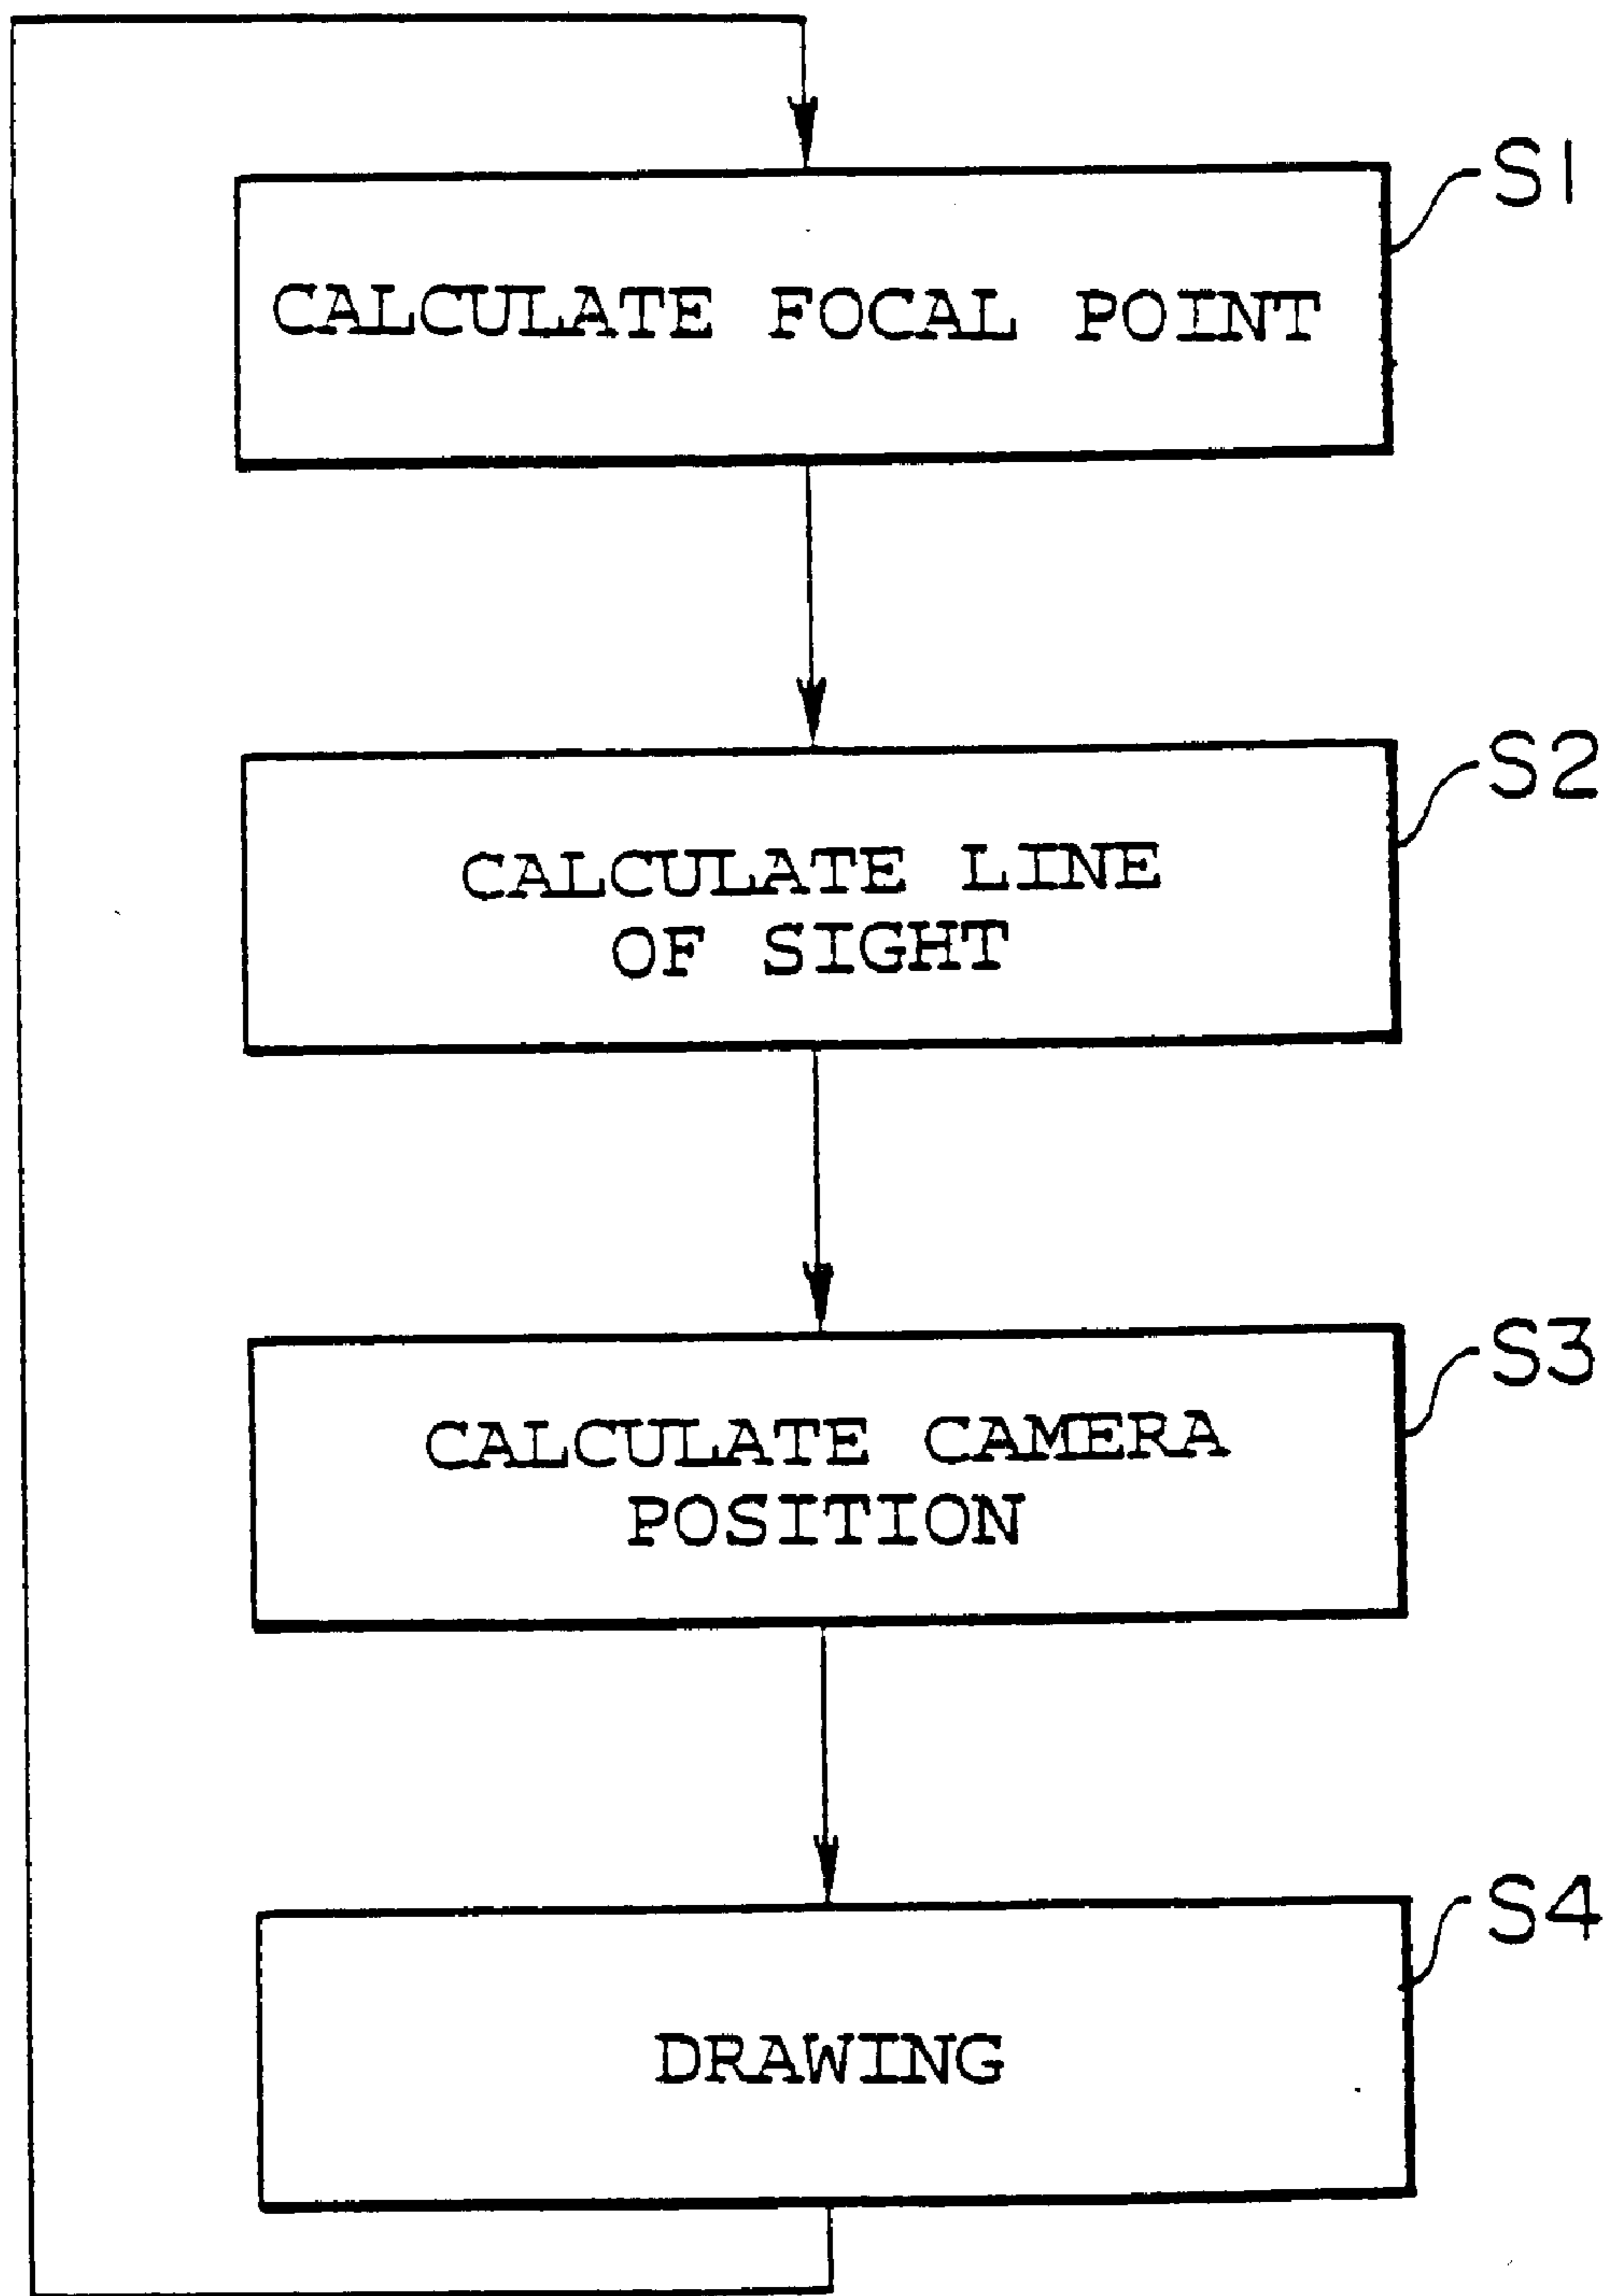 S1
CALCULATE FOCAL POINT
S2
CALCULATE LINE
OF SIGHT
S3
CALCULATE CAMERA
POSITION
S4
DRAWING